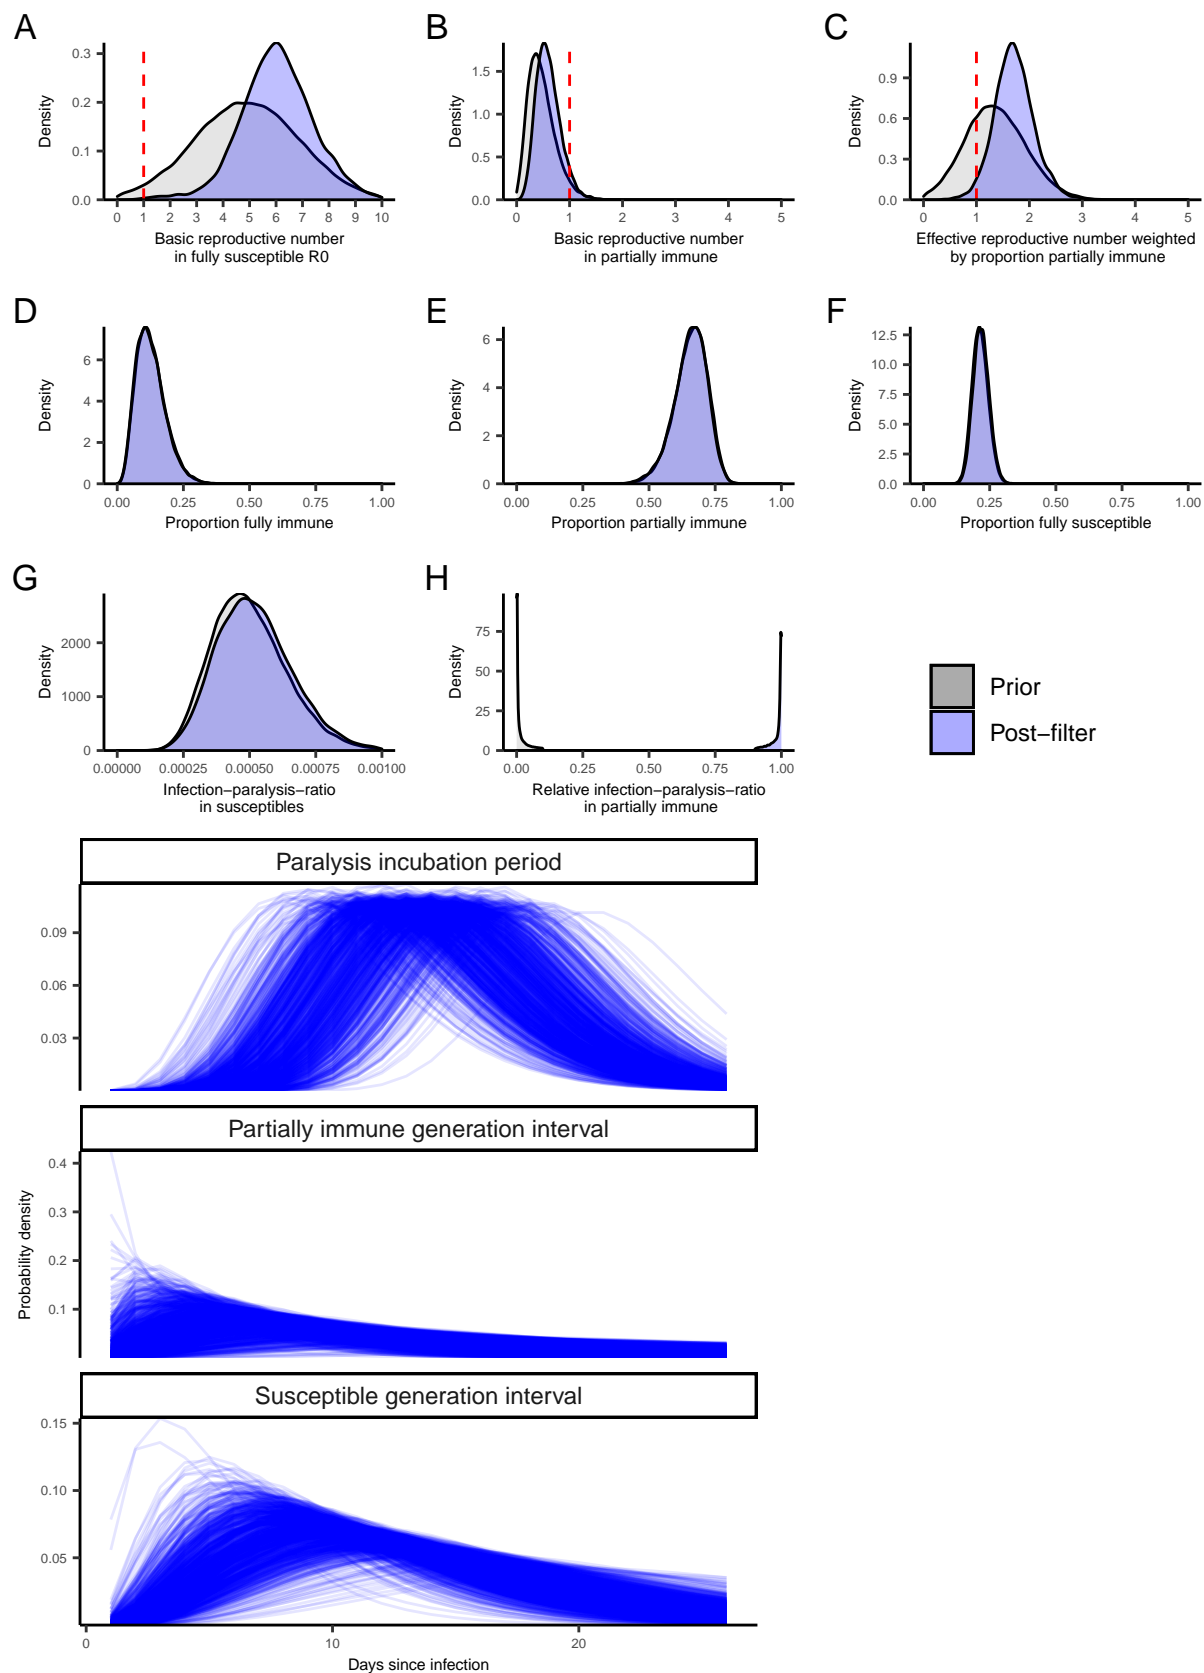 A
B
C
0.3
0.2
0.1
0.0
Density
0 1 2 3 4 5 6 7 8 9 10
Basic reproductive number
in fully susceptible R0
1.5
1.0
0.5
0.0
Density
0 1 2 3 4 5
Basic reproductive number
in partially immune
0.9
0.6
0.3
0.0
Density
0 1 2 3 4 5
Effective reproductive number weighted
by proportion partially immune
D
E
F
6
4
2
0
Density
0.00 0.25 0.50 0.75 1.00
Proportion fully immune
6
4
2
0
Density
0.00 0.25 0.50 0.75 1.00
Proportion partially immune
12.5
10.0
7.5
5.0
2.5
0.0
Density
0.00 0.25 0.50 0.75 1.00
Proportion fully susceptible
G
H
2000
1000
0
Density
0.00000 0.00025 0.00050 0.00075 0.00100
Infection−paralysis−ratio
in susceptibles
75
50
25
0
Density
0.00 0.25 0.50 0.75 1.00
Relative infection−paralysis−ratio
in partially immune
Prior
Post−filter
Paralysis incubation period
0.09
0.06
0.03
Partially immune generation interval
0.4
0.3
0.2
0.1
Probability density
Susceptible generation interval
0.15
0.10
0.05
0 10 20
Days since infection